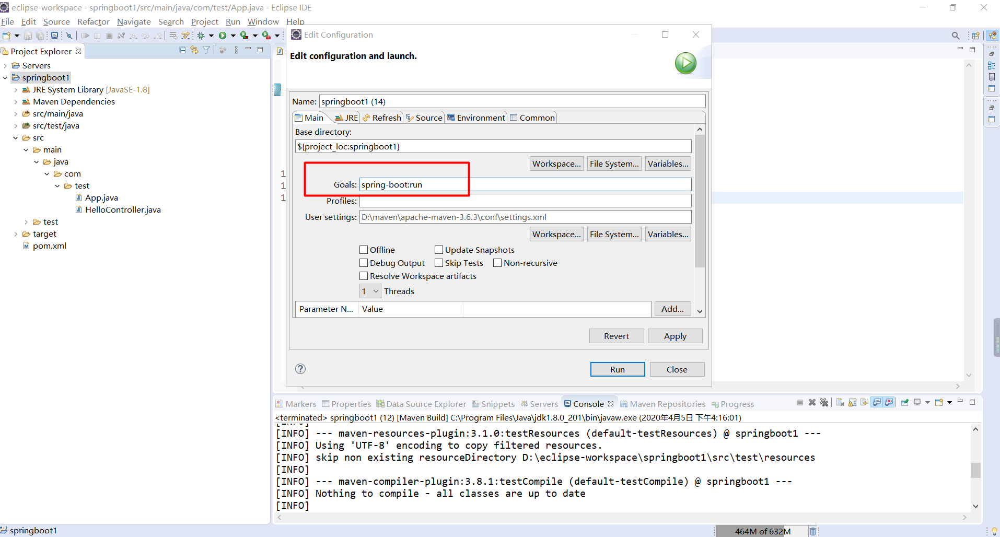 eclipse-workspace - springboot1/src/main/java/com/test/App.java - Eclipse IDE
File Edit Source Refactor Navigate Search Project Run Window Help
Project Explorer
Servers
springboot1
JRE System Library [JavaSE-1.8]
Maven Dependencies
src/main/java
src/test/java
src
main
java
com
test
App.java
HelloController.java
test
target
pom.xml
1
1
1
Edit Configuration
Edit configuration and launch.
Name: springboot1 (14)
Main JRE Refresh Source Environment Common
Base directory:
${project_loc:springboot1}
Workspace... File System... Variables...
Goals: spring-boot:run
Profiles:
User settings: D:\maven\apache-maven-3.6.3\conf\settings.xml
Workspace... File System... Variables...
Offline Update Snapshots
Debug Output Skip Tests Non-recursive
Resolve Workspace artifacts
1 Threads
Parameter N... Value Add...
Revert Apply
Run Close
Markers Properties Data Source Explorer Snippets Servers Console Maven Repositories Progress
<terminated> springboot1 (12) [Maven Build] C:\Program Files\Java\jdk1.8.0_201\bin\javaw.exe (2020年4月5日 下午4:16:01)
[INFO] --- maven-resources-plugin:3.1.0:testResources (default-testResources) @ springboot1 ---
[INFO] Using 'UTF-8' encoding to copy filtered resources.
[INFO] skip non existing resourceDirectory D:\eclipse-workspace\springboot1\src\test\resources
[INFO]
[INFO] --- maven-compiler-plugin:3.8.1:testCompile (default-testCompile) @ springboot1 ---
[INFO] Nothing to compile - all classes are up to date
[INFO]
springboot1
464M of 632M